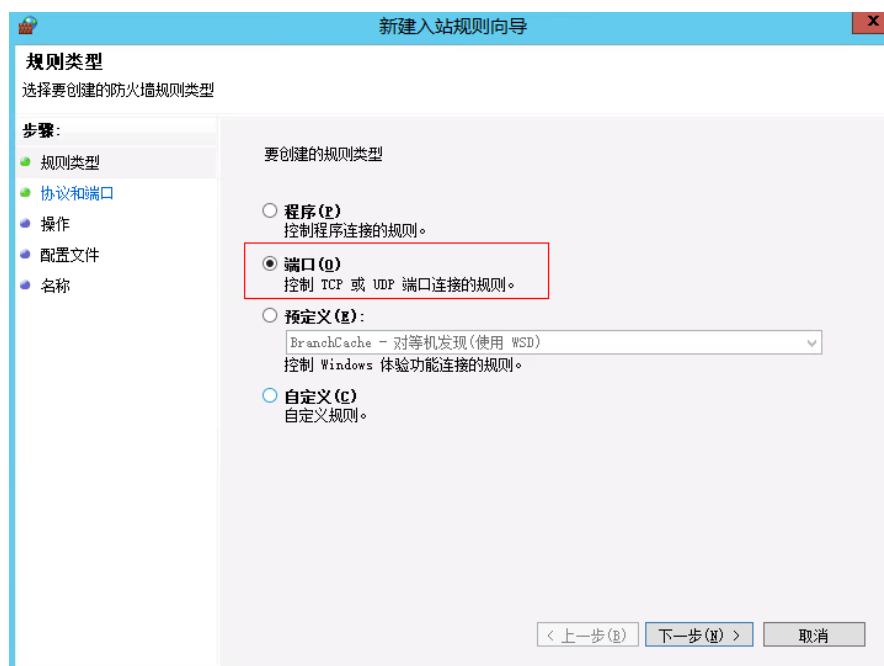 新建入站规则向导
x
规则类型
选择要创建的防火墙规则类型
步骤:
规则类型
协议和端口
操作
配置文件
名称
要创建的规则类型
程序(P)
控制程序连接的规则。
端口(O)
控制 TCP 或 UDP 端口连接的规则。
预定义(E):
BranchCache - 对等机发现(使用 WSD)
控制 Windows 体验功能连接的规则。
自定义(C)
自定义规则。
< 上一步(B)
下一步(N) >
取消